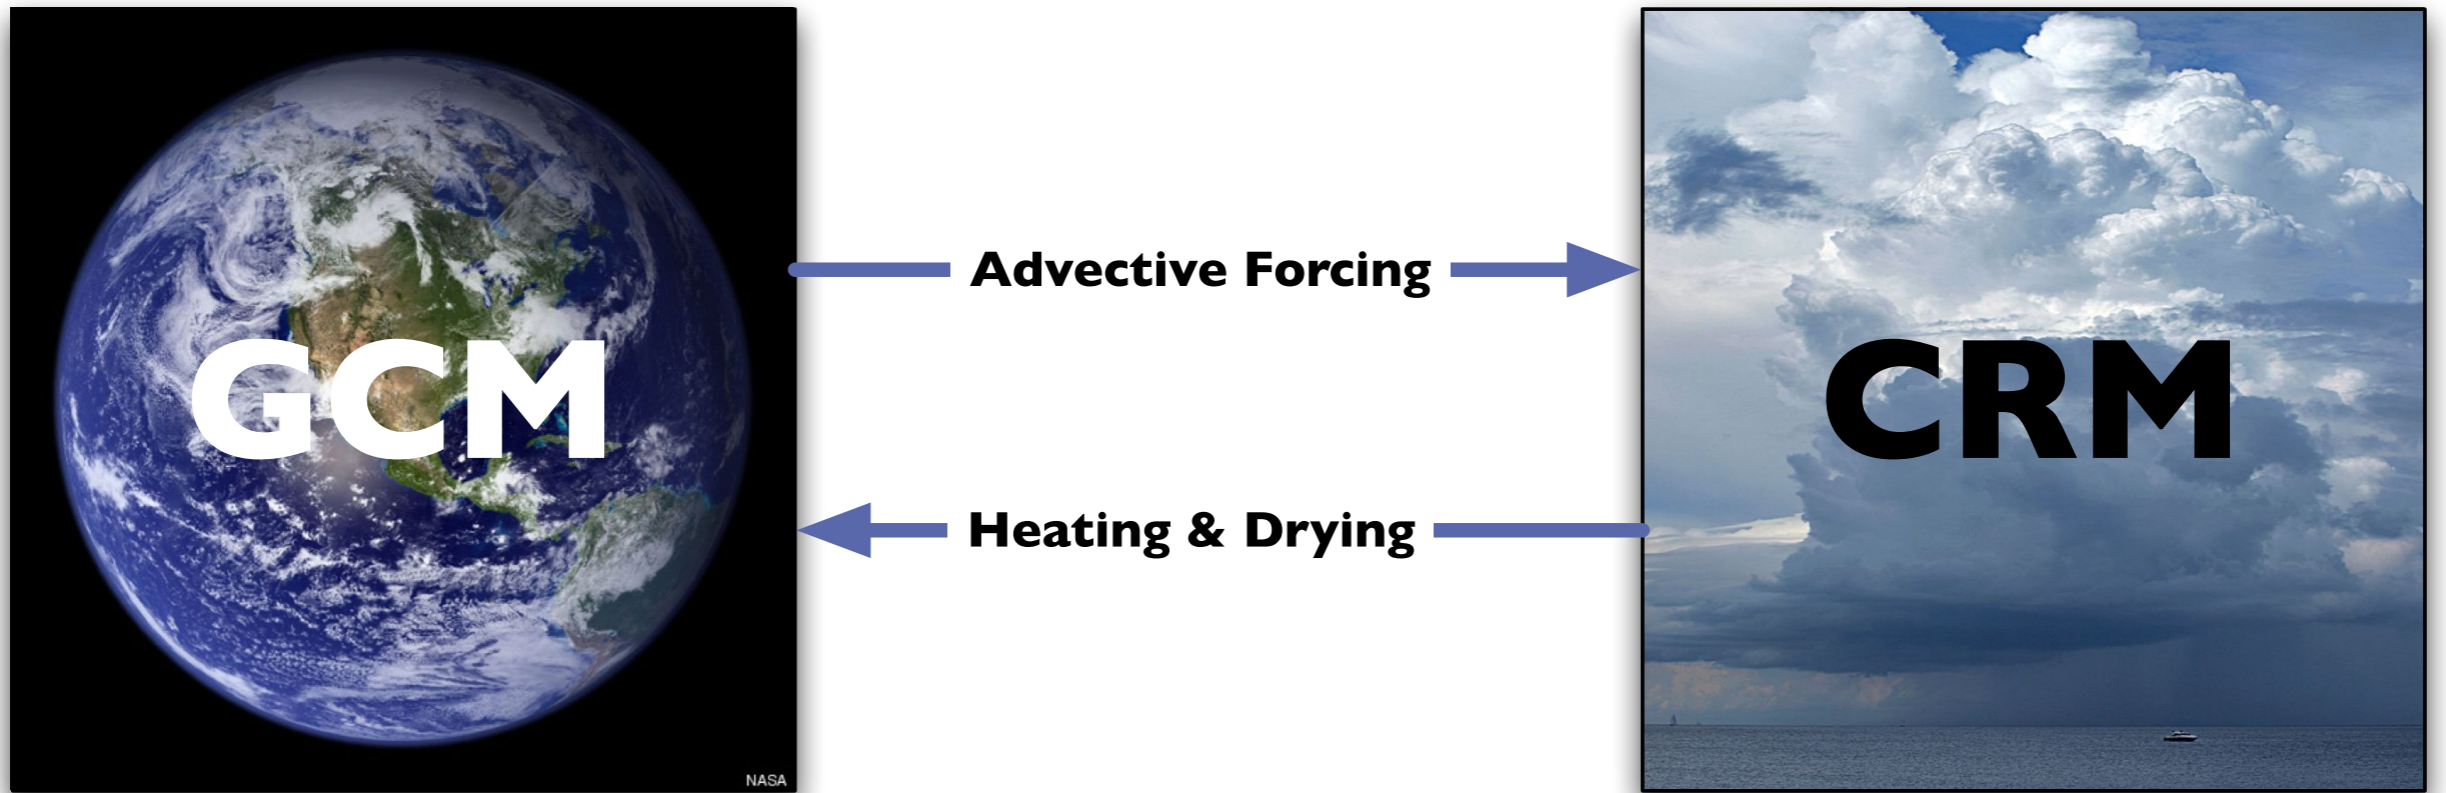 GCM
NASA
Advective Forcing
Heating & Drying
CRM